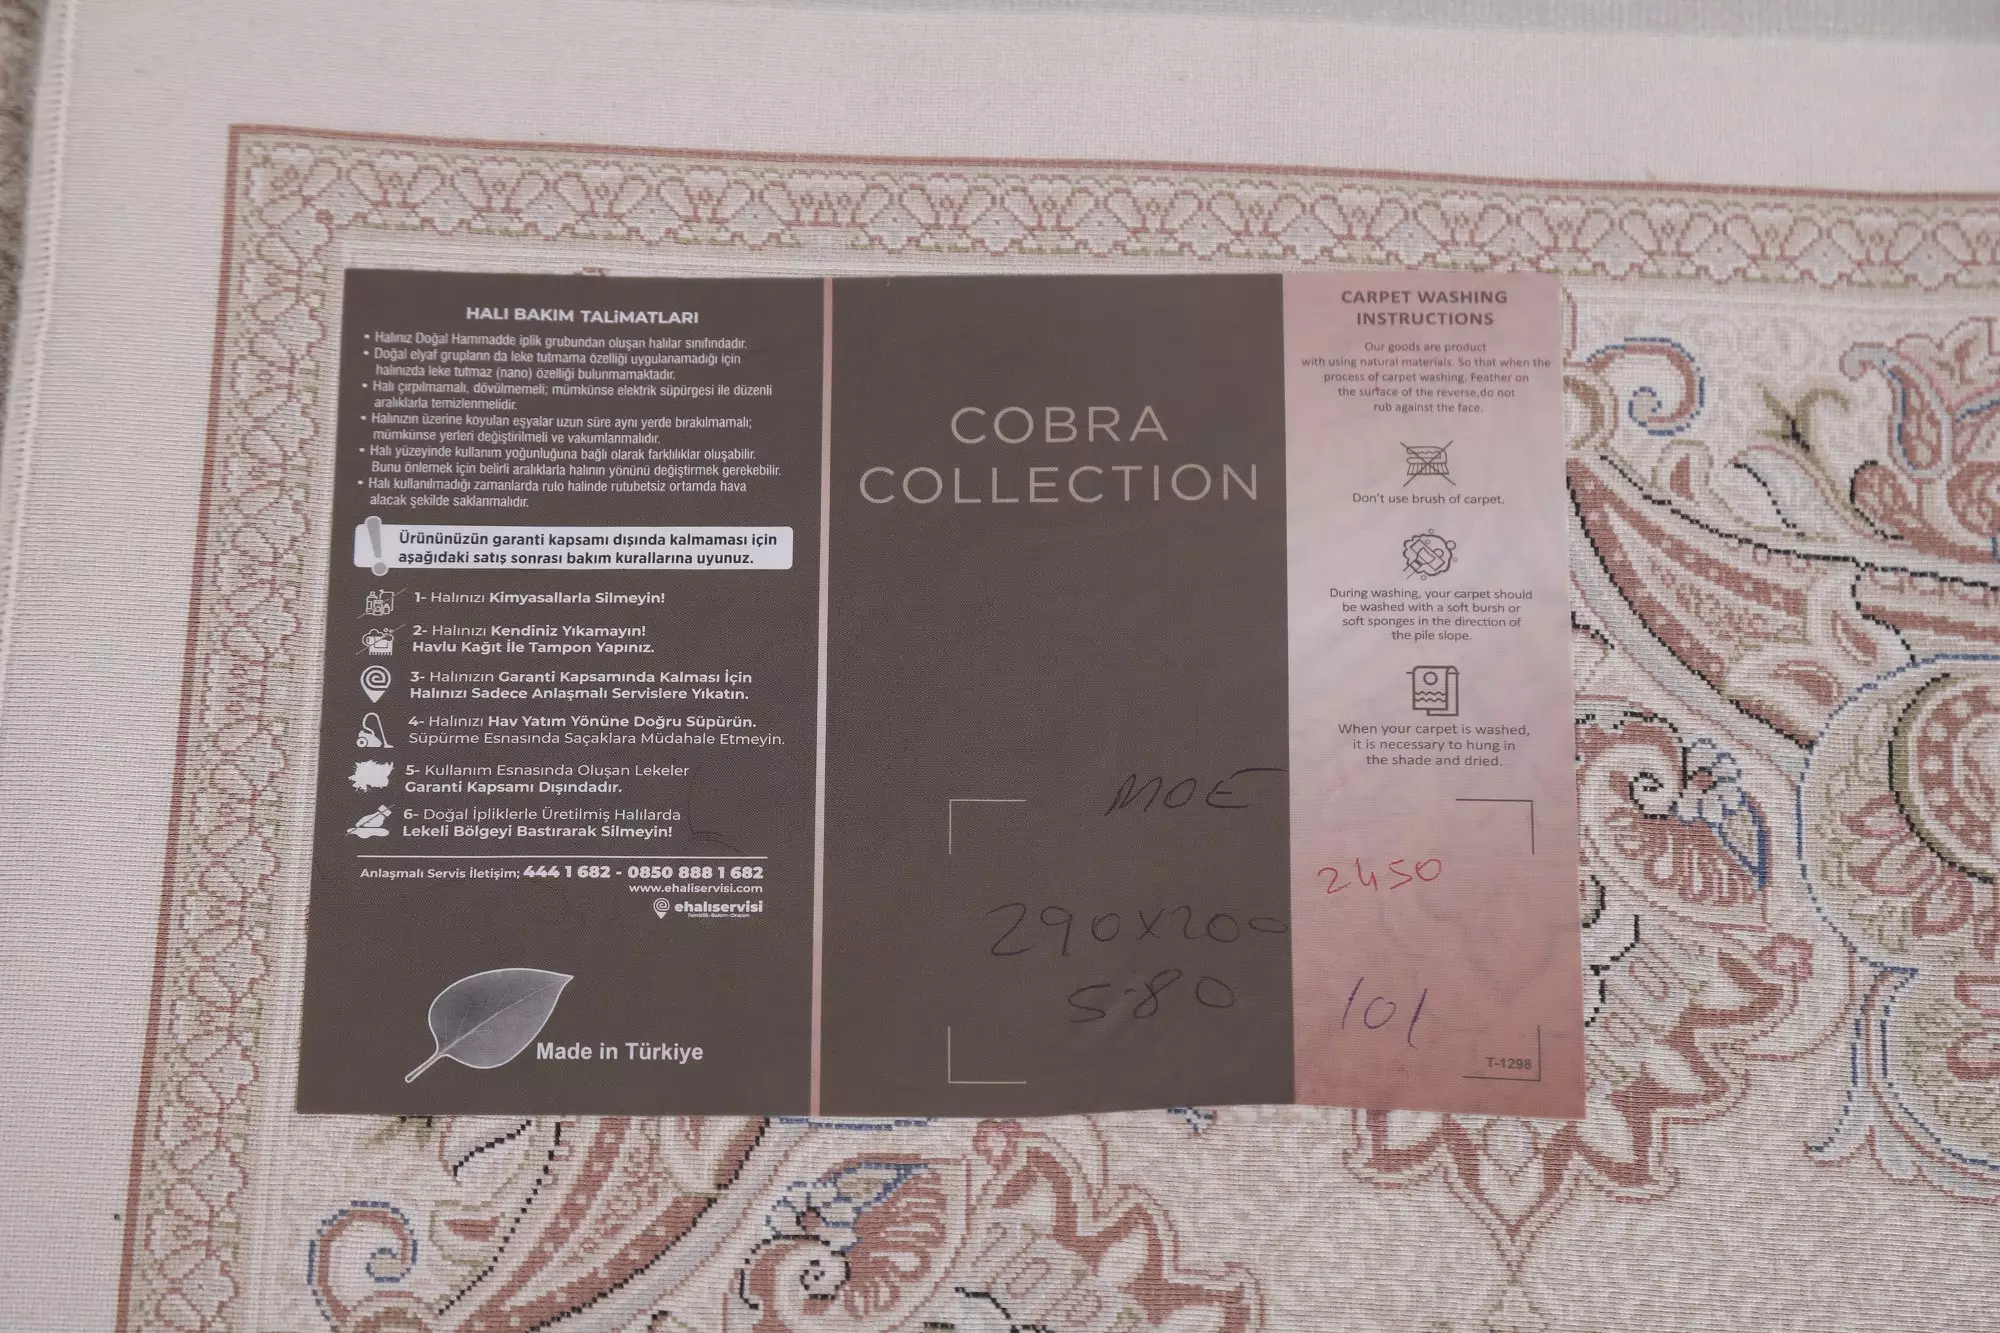 HALI BAKIM TALiMATLARI
• Halınız Doğal Hammadde iplik grubundan oluşan halılar sınıfındadır.
• Doğal elyaf grupların da leke tutmama özelliği uygulanamadığı için
halınızda leke tutmaz (nano) özelliği bulunmamaktadır.
• Halı çırpılmamalı, dövülmemeli; mümkünse elektrik süpürgesi ile düzenli
aralıklarla temizlenmelidir.
• Halınızın üzerine koyulan eşyalar uzun süre aynı yerde bırakılmamalı;
mümkünse yerleri değiştirilmeli ve vakumlanmalıdır.
• Halı yüzeyinde kullanım yoğunluğuna bağlı olarak farklılıklar oluşabilir.
Bunu önlemek için belirli aralıklarla halının yönünü değiştirmek gerekebilir.
• Halı kullanılmadığı zamanlarda rulo halinde rutubetsiz ortamda hava
alacak şekilde saklanmalıdır.
Ürününüzün garanti kapsamı dışında kalmaması için
aşağıdaki satış sonrası bakım kurallarına uyunuz.
1- Halınızı Kimyasallarla Silmeyin!
2- Halınızı Kendiniz Yıkamayın!
Havlu Kağıt İle Tampon Yapınız.
3- Halınızın Garanti Kapsamında Kalması İçin
Halınızı Sadece Anlaşmalı Servislere Yıkatın.
4- Halınızı Hav Yatım Yönüne Doğru Süpürün.
Süpürme Esnasında Saçaklara Müdahale Etmeyin.
5- Kullanım Esnasında Oluşan Lekeler
Garanti Kapsamı Dışındadır.
6- Doğal İpliklerle Üretilmiş Halılarda
Lekeli Bölgeyi Bastırarak Silmeyin!
Anlaşmalı Servis İletişim; 444 1 682 - 0850 888 1 682
www.ehaliservisi.com
ehalıservisi
Temizlik-Bakım-Onarım
Made in Türkiye
COBRA
COLLECTION
MOE
290X200
5.80
CARPET WASHING
INSTRUCTIONS
Our goods are product
with using natural materials. So that when the
process of carpet washing. Feather on
the surface of the reverse,do not
rub against the face.
Don't use brush of carpet.
During washing, your carpet should
be washed with a soft bursh or
soft sponges in the direction of
the pile slope.
When your carpet is washed,
it is necessary to hung in
the shade and dried.
2450
101
T-1298